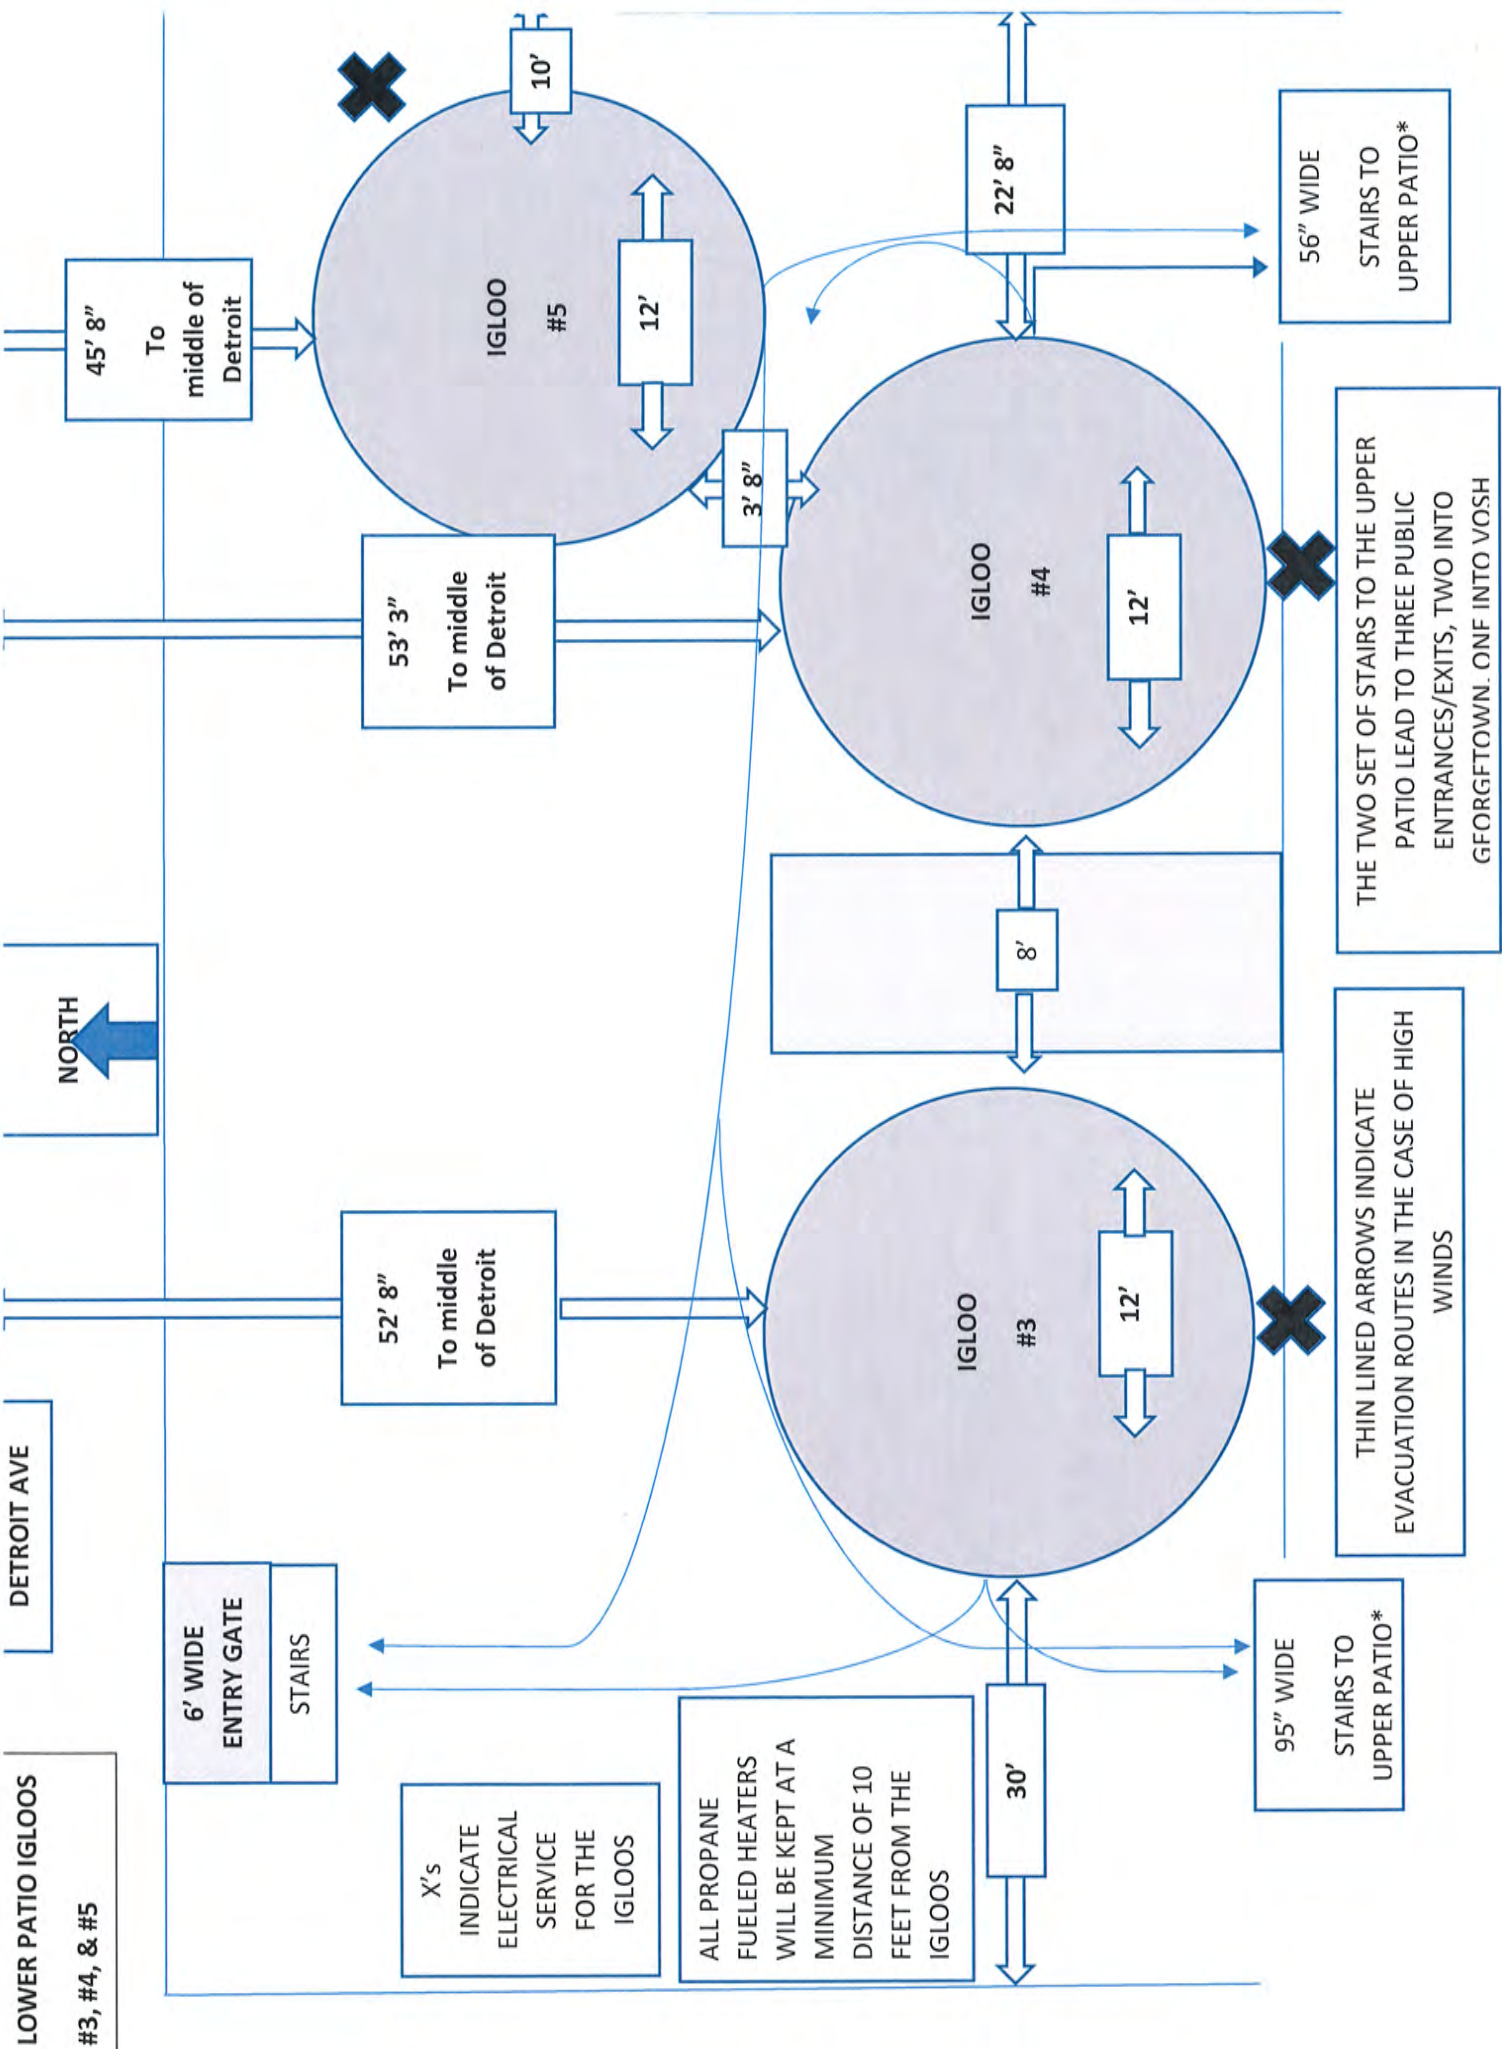 LOWER PATIO IGLOOS
#3, #4, & #5
DETROIT AVE
NORTH
45' 8"
To
middle of
Detroit
6' WIDE
ENTRY GATE
STAIRS
52' 8"
To middle
of Detroit
53' 3"
To middle
of Detroit
10'
IGLOO
#5
12'
X's
INDICATE
ELECTRICAL
SERVICE
FOR THE
IGLOOS
ALL PROPANE
FUELED HEATERS
WILL BE KEPT AT A
MINIMUM
DISTANCE OF 10
FEET FROM THE
IGLOOS
3' 8"
30'
IGLOO
#3
12'
8'
IGLOO
#4
12'
22' 8"
95" WIDE
STAIRS TO
UPPER PATIO*
THIN LINED ARROWS INDICATE
EVACUATION ROUTES IN THE CASE OF HIGH
WINDS
THE TWO SET OF STAIRS TO THE UPPER
PATIO LEAD TO THREE PUBLIC
ENTRANCES/EXITS, TWO INTO
GEORGETOWN, ONE INTO VOSH
56" WIDE
STAIRS TO
UPPER PATIO*